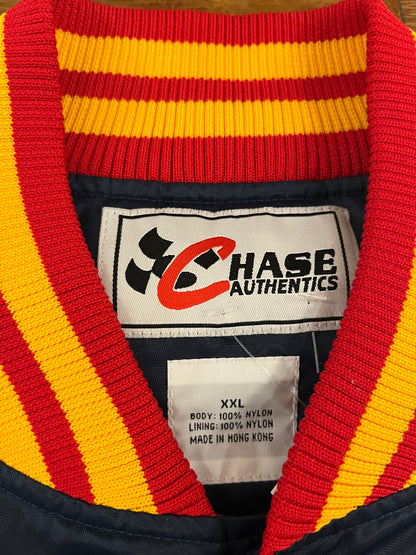 CHASE
AUTHENTICS
XXL
BODY: 100% NYLON
LINING: 100% NYLON
MADE IN HONG KONG